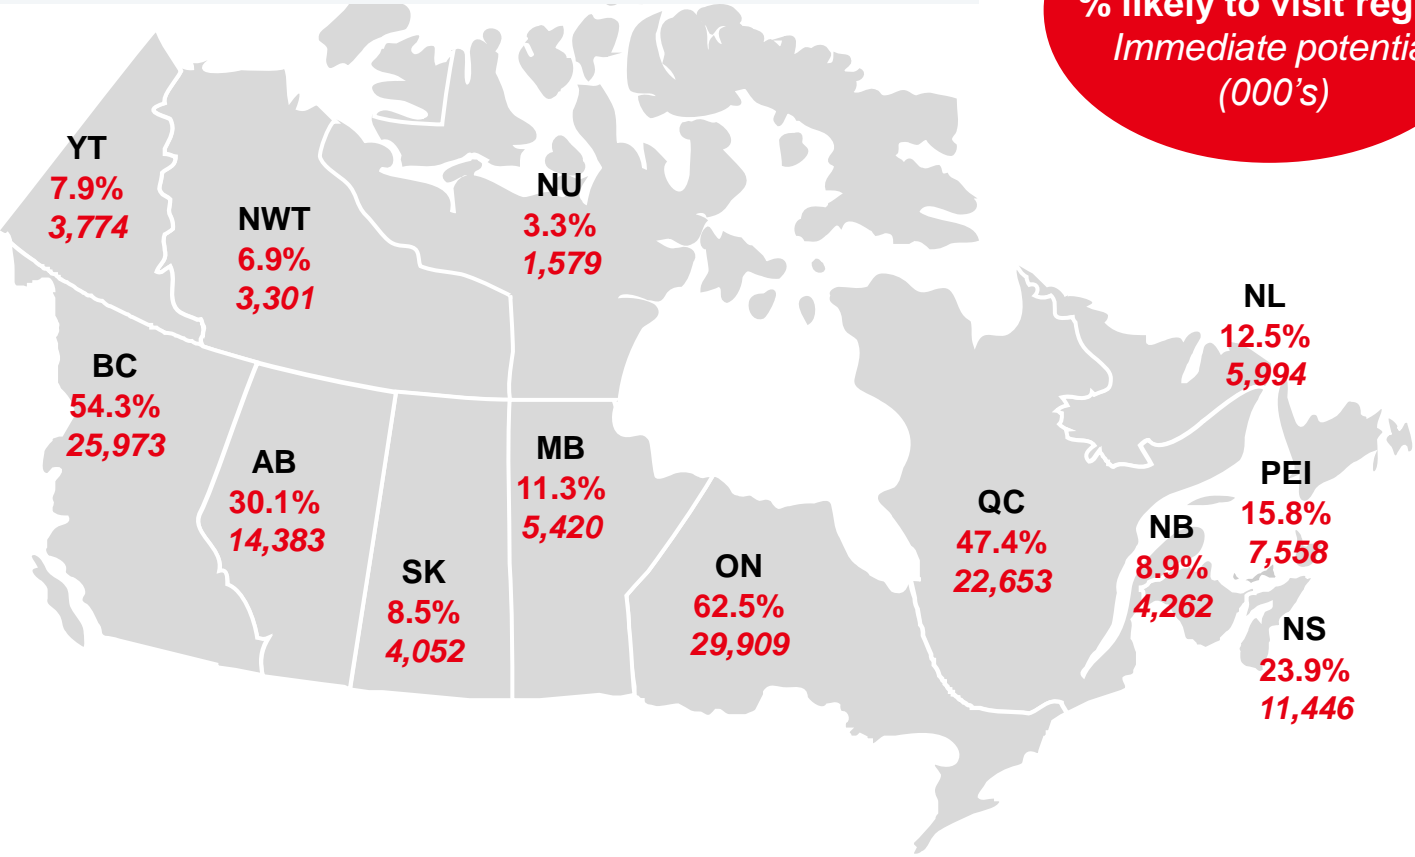 % likely to visit reg
Immediate potentia
(000's)
YT
7.9%
3,774
NWT
6.9%
3,301
NU
3.3%
1,579
NL
12.5%
5,994
BC
54.3%
25,973
AB
30.1%
14,383
SK
8.5%
4,052
MB
11.3%
5,420
ON
62.5%
29,909
QC
47.4%
22,653
NB
8.9%
4,262
PEI
15.8%
7,558
NS
23.9%
11,446